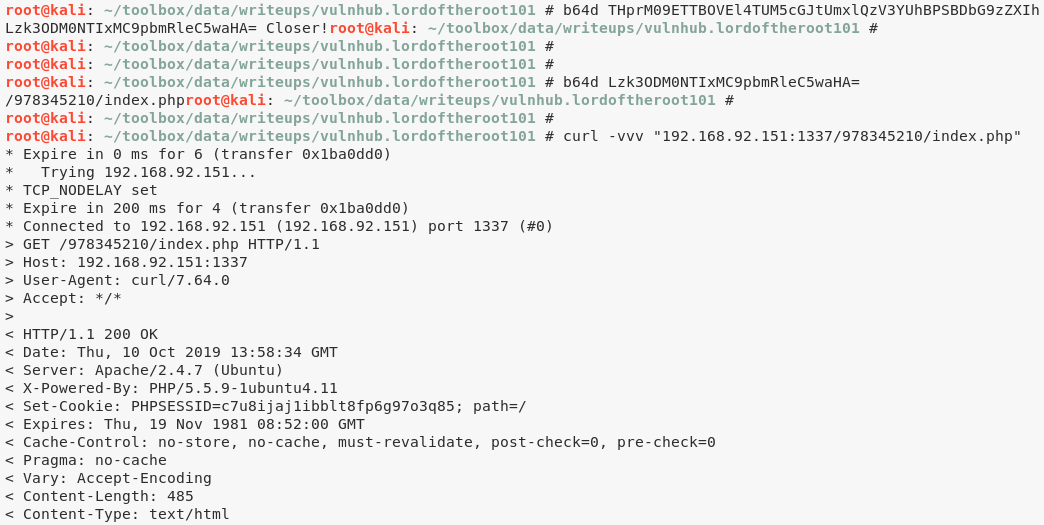 root@kali: ~/toolbox/data/writeups/vulnhub.lordoftheroot101 # b64d THprM09ETTBOVEl4TUM5cGJtUmxlQzV3YUhBPSBDbG9zZXIh
Lzk3ODM0NTIxMC9pbmRleC5waHA= Closer!root@kali: ~/toolbox/data/writeups/vulnhub.lordoftheroot101 #
root@kali: ~/toolbox/data/writeups/vulnhub.lordoftheroot101 #
root@kali: ~/toolbox/data/writeups/vulnhub.lordoftheroot101 #
root@kali: ~/toolbox/data/writeups/vulnhub.lordoftheroot101 # b64d Lzk3ODM0NTIxMC9pbmRleC5waHA=
/978345210/index.phproot@kali: ~/toolbox/data/writeups/vulnhub.lordoftheroot101 #
root@kali: ~/toolbox/data/writeups/vulnhub.lordoftheroot101 #
root@kali: ~/toolbox/data/writeups/vulnhub.lordoftheroot101 # curl -vvv "192.168.92.151:1337/978345210/index.php"
* Expire in 0 ms for 6 (transfer 0x1ba0dd0)
*   Trying 192.168.92.151...
* TCP_NODELAY set
* Expire in 200 ms for 4 (transfer 0x1ba0dd0)
* Connected to 192.168.92.151 (192.168.92.151) port 1337 (#0)
> GET /978345210/index.php HTTP/1.1
> Host: 192.168.92.151:1337
> User-Agent: curl/7.64.0
> Accept: */*
>
< HTTP/1.1 200 OK
< Date: Thu, 10 Oct 2019 13:58:34 GMT
< Server: Apache/2.4.7 (Ubuntu)
< X-Powered-By: PHP/5.5.9-1ubuntu4.11
< Set-Cookie: PHPSESSID=c7u8ijaj1ibblt8fp6g97o3q85; path=/
< Expires: Thu, 19 Nov 1981 08:52:00 GMT
< Cache-Control: no-store, no-cache, must-revalidate, post-check=0, pre-check=0
< Pragma: no-cache
< Vary: Accept-Encoding
< Content-Length: 485
< Content-Type: text/html